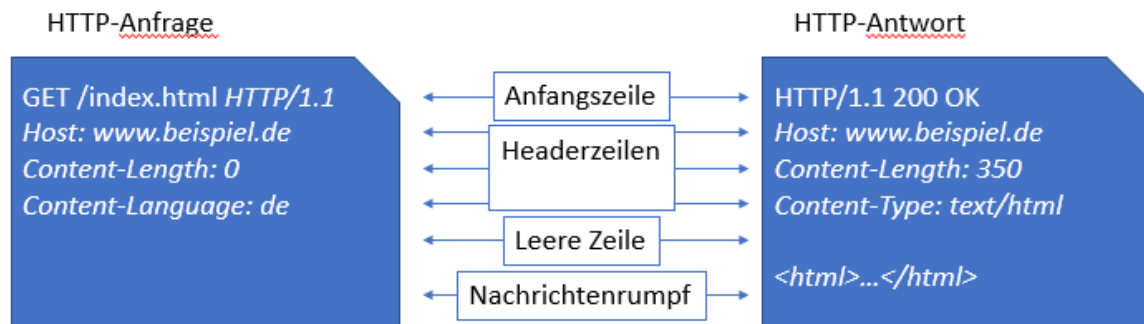 HTTP-Anfrage
GET /index.html HTTP/1.1
Host: www.beispiel.de
Content-Length: 0
Content-Language: de
Anfangszeile
Headerzeilen
Leere Zeile
Nachrichtenrumpf
HTTP-Antwort
HTTP/1.1 200 OK
Host: www.beispiel.de
Content-Length: 350
Content-Type: text/html
<html>...</html>